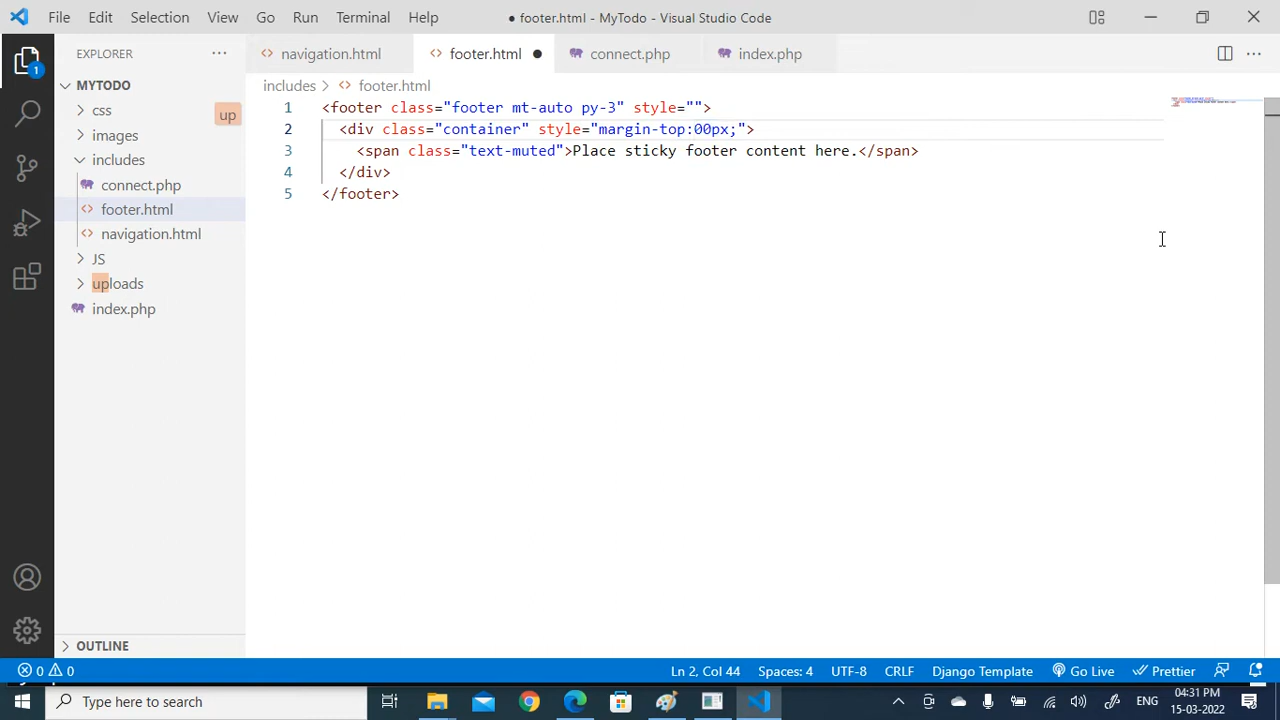 File Edit Selection View Go Run Terminal Help ● footer.html - MyTodo - Visual Studio Code
EXPLORER ···
navigation.html footer.html ● connect.php index.php ···
MYTODO
includes > footer.html
css
up
images
includes
connect.php
footer.html
navigation.html
JS
uploads
index.php
1 <footer class="footer mt-auto py-3" style="">
2 <div class="container" style="margin-top:00px;">
3 <span class="text-muted">Place sticky footer content here.</span>
4 </div>
5 </footer>
1
OUTLINE
0 0 Ln 2, Col 44 Spaces: 4 UTF-8 CRLF Django Template Go Live Prettier
Type here to search
ENG
04:31 PM
15-03-2022